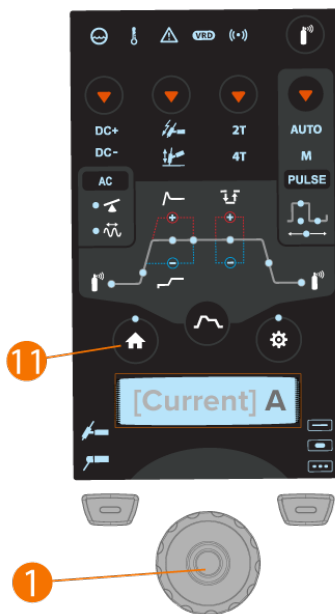 VRD
DC+
DC-
2T
4T
AUTO
M
PULSE
AC
11
[Current] A
1